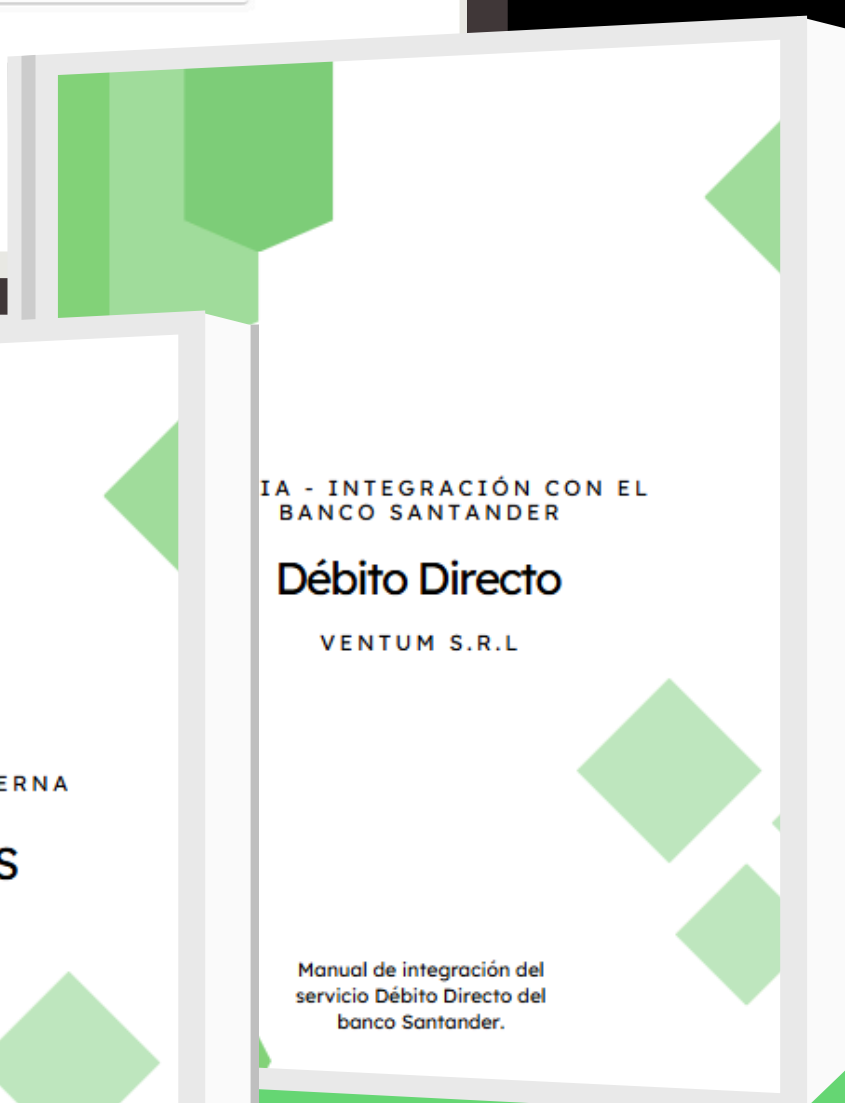 IA - INTEGRACIÓN CON EL
BANCO SANTANDER
Débito Directo
VENTUM S.R.L
ERNA
S
Manual de integración del
servicio Débito Directo del
banco Santander.